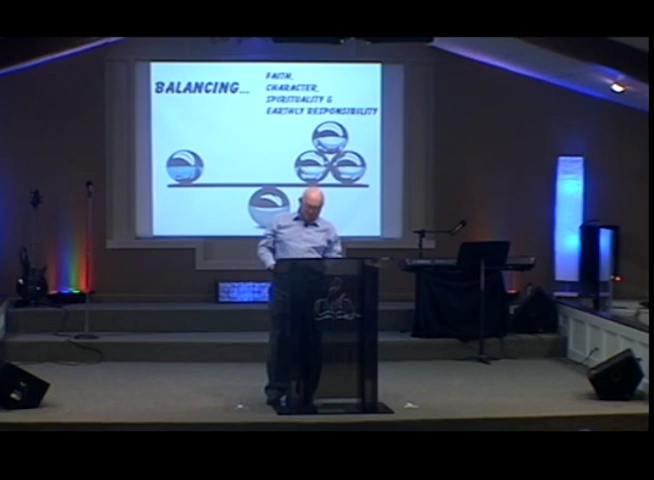 BALANCING...
FAITH,
CHARACTER,
SPIRITUALITY &
EARTHLY RESPONSIBILITY